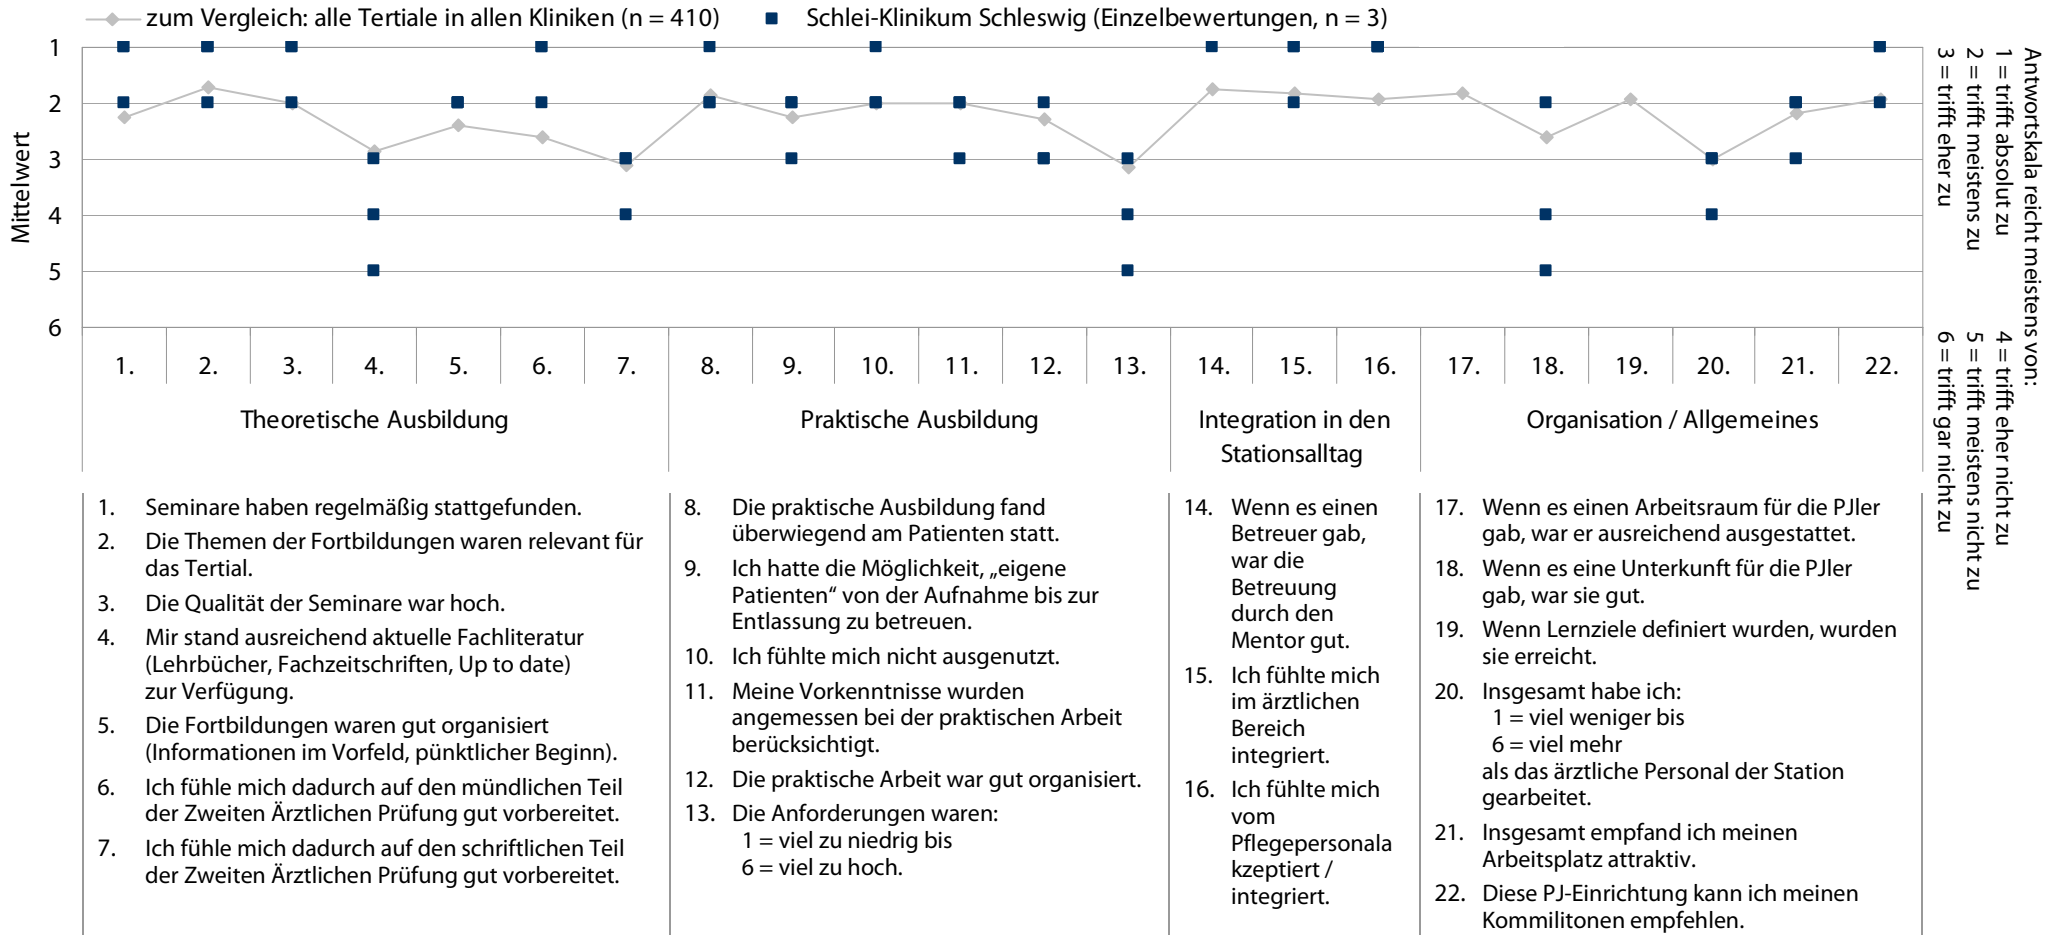 zum Vergleich: alle Tertiale in allen Kliniken (n = 410)
Schlei-Klinikum Schleswig (Einzelbewertungen, n = 3)
Mittelwert
1
2
3
4
5
6
Antwortskala reicht meistens von:
1 = trifft absolut zu
2 = trifft meistens zu
3 = trifft eher zu
4 = trifft eher nicht zu
5 = trifft meistens nicht zu
6 = trifft gar nicht zu
1. 2. 3. 4. 5. 6. 7. 8. 9. 10. 11. 12. 13. 14. 15. 16. 17. 18. 19. 20. 21. 22.
Theoretische Ausbildung
Praktische Ausbildung
Integration in den
Stationsalltag
Organisation / Allgemeines
1. Seminare haben regelmäßig stattgefunden.
2. Die Themen der Fortbildungen waren relevant für
das Tertial.
3. Die Qualität der Seminare war hoch.
4. Mir stand ausreichend aktuelle Fachliteratur
(Lehrbücher, Fachzeitschriften, Up to date)
zur Verfügung.
5. Die Fortbildungen waren gut organisiert
(Informationen im Vorfeld, pünktlicher Beginn).
6. Ich fühle mich dadurch auf den mündlichen Teil
der Zweiten Ärztlichen Prüfung gut vorbereitet.
7. Ich fühle mich dadurch auf den schriftlichen Teil
der Zweiten Ärztlichen Prüfung gut vorbereitet.
8. Die praktische Ausbildung fand
überwiegend am Patienten statt.
9. Ich hatte die Möglichkeit, „eigene
Patienten“ von der Aufnahme bis zur
Entlassung zu betreuen.
10. Ich fühlte mich nicht ausgenutzt.
11. Meine Vorkenntnisse wurden
angemessen bei der praktischen Arbeit
berücksichtigt.
12. Die praktische Arbeit war gut organisiert.
13. Die Anforderungen waren:
1 = viel zu niedrig bis
6 = viel zu hoch.
14. Wenn es einen
Betreuer gab,
war die
Betreuung
durch den
Mentor gut.
15. Ich fühlte mich
im ärztlichen
Bereich
integriert.
16. Ich fühlte mich
vom
Pflegepersonala
kzeptiert /
integriert.
17. Wenn es einen Arbeitsraum für die PJler
gab, war er ausreichend ausgestattet.
18. Wenn es eine Unterkunft für die PJler
gab, war sie gut.
19. Wenn Lernziele definiert wurden, wurden
sie erreicht.
20. Insgesamt habe ich:
1 = viel weniger bis
6 = viel mehr
als das ärztliche Personal der Station
gearbeitet.
21. Insgesamt empfand ich meinen
Arbeitsplatz attraktiv.
22. Diese PJ-Einrichtung kann ich meinen
Kommilitonen empfehlen.